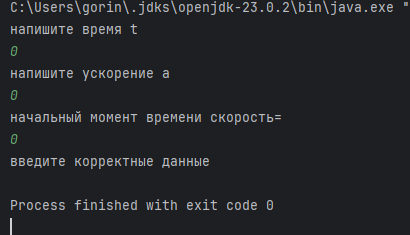 C:\Users\gorin\.jdks\openjdk-23.0.2\bin\java.exe "
напишите время t
0
напишите ускорение a
0
начальный момент времени скорость=
0
введите корректные данные
Process finished with exit code 0